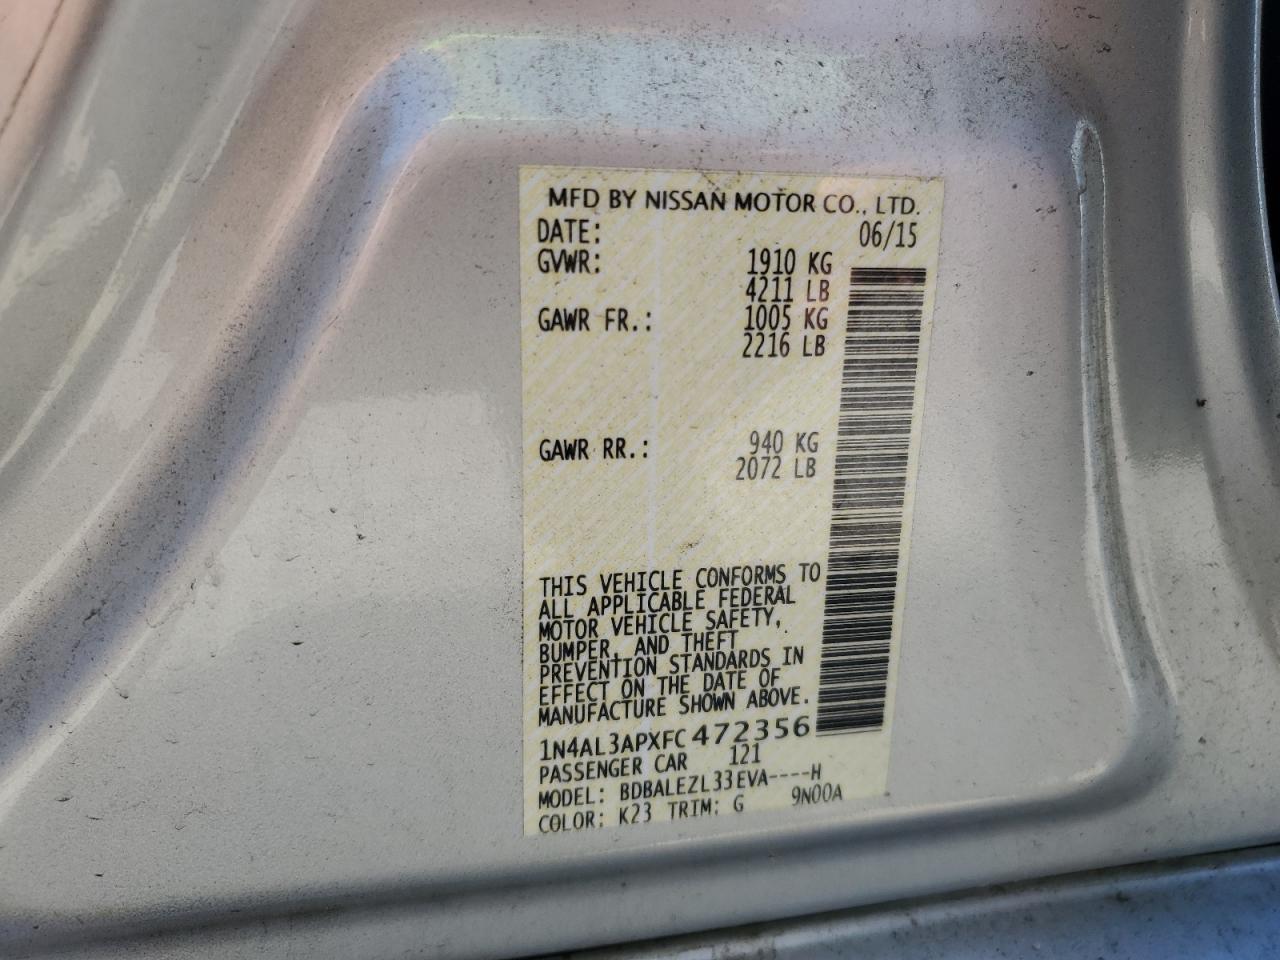 MFD BY NISSAN MOTOR CO., LTD.
DATE: 06/15
GVWR: 1910 KG
4211 LB
GAWR FR.: 1005 KG
2216 LB
GAWR RR.: 940 KG
2072 LB
THIS VEHICLE CONFORMS TO
ALL APPLICABLE FEDERAL
MOTOR VEHICLE SAFETY,
BUMPER, AND THEFT
PREVENTION STANDARDS IN
EFFECT ON THE DATE OF
MANUFACTURE SHOWN ABOVE.
1N4AL3APXFC472356
PASSENGER CAR 121
MODEL: BDBALEZL33EVA----H
COLOR: K23 TRIM: G 9N00A